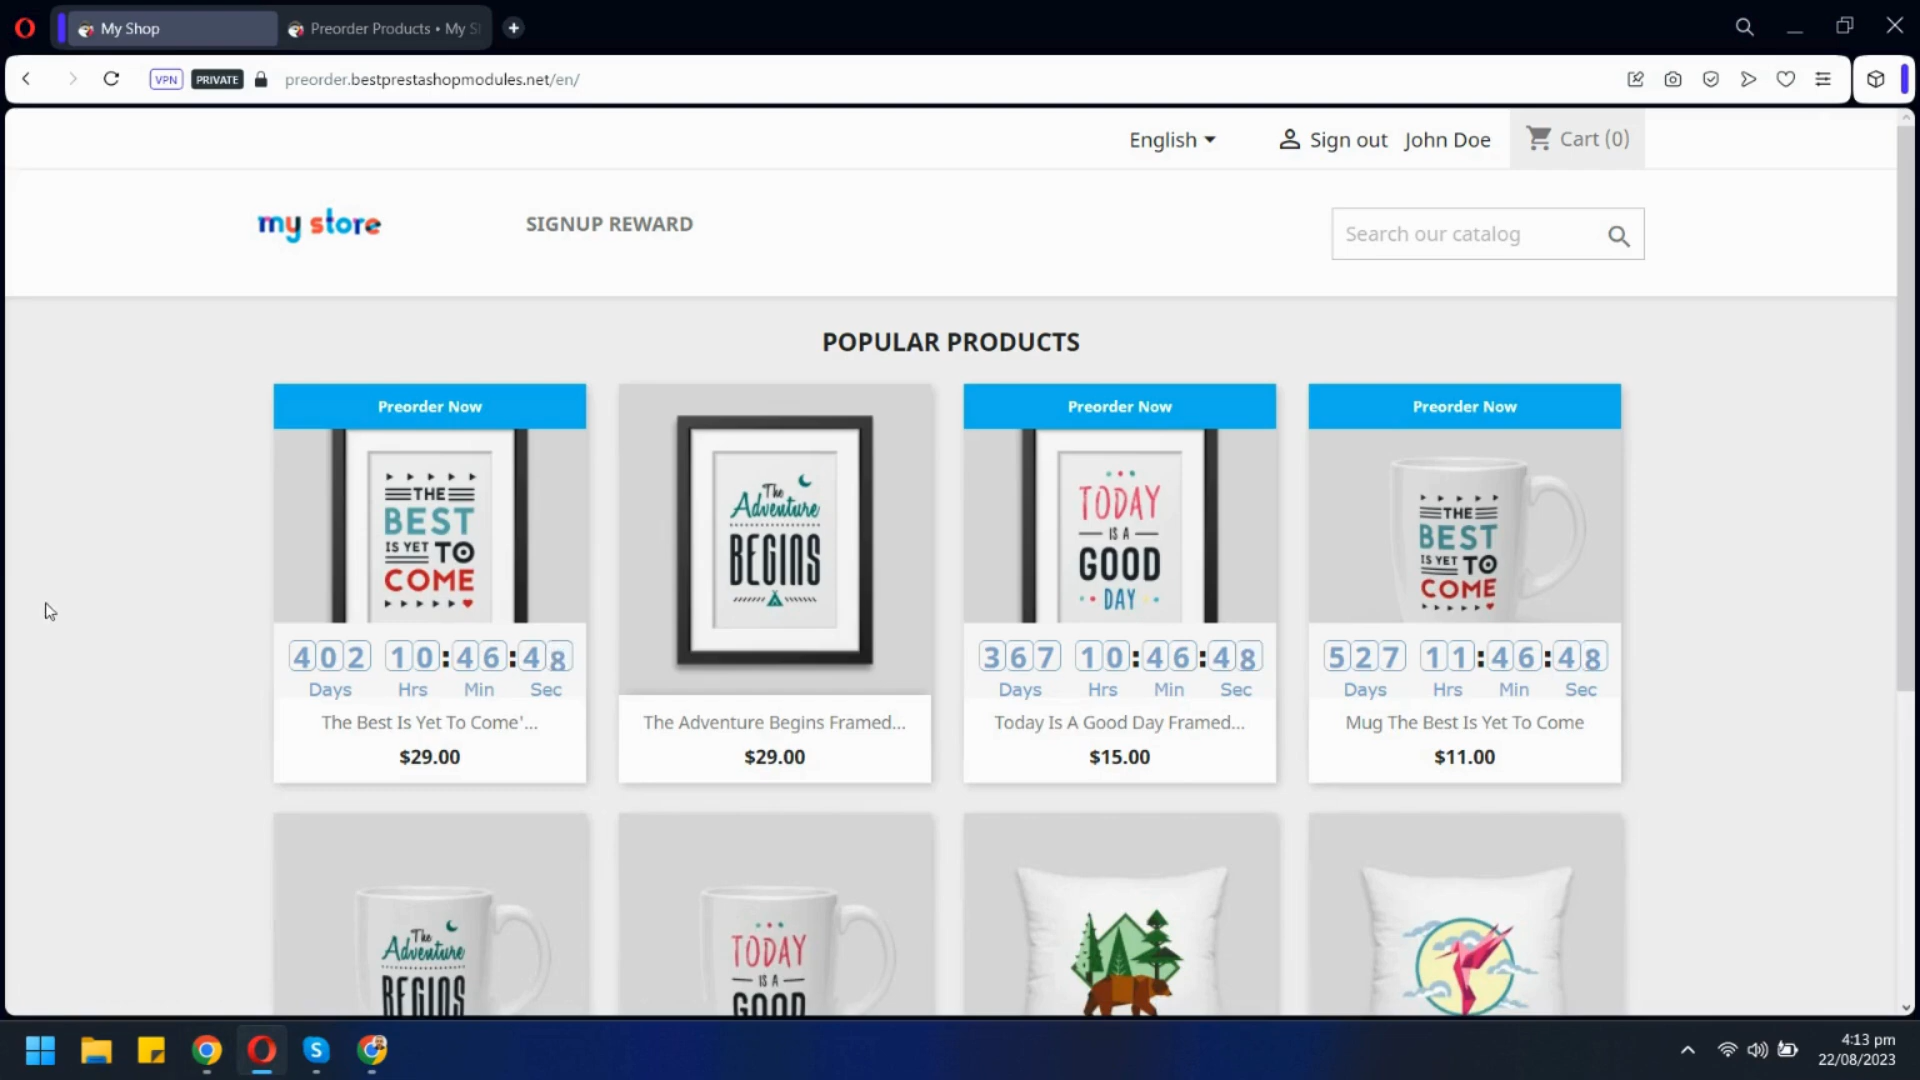 My Shop
Preorder Products • My S
VPN PRIVATE preorder.bestprestashopmodules.net/en/
English Sign out John Doe Cart (0)
my store SIGNUP REWARD Search our catalog
POPULAR PRODUCTS
Preorder Now
THE
BEST
IS YET TO
COME
402 10:46:48
Days Hrs Min Sec
The Best Is Yet To Come'...
$29.00
The
Adventure
BEGINS
The Adventure Begins Framed...
$29.00
Preorder Now
TODAY
IS A
GOOD
DAY
367 10:46:48
Days Hrs Min Sec
Today Is A Good Day Framed...
$15.00
Preorder Now
THE
BEST
IS YET TO
COME
527 11:46:48
Days Hrs Min Sec
Mug The Best Is Yet To Come
$11.00
The
Adventure
BEGINS
TODAY
IS A
GOOD
4:13 pm
22/08/2023